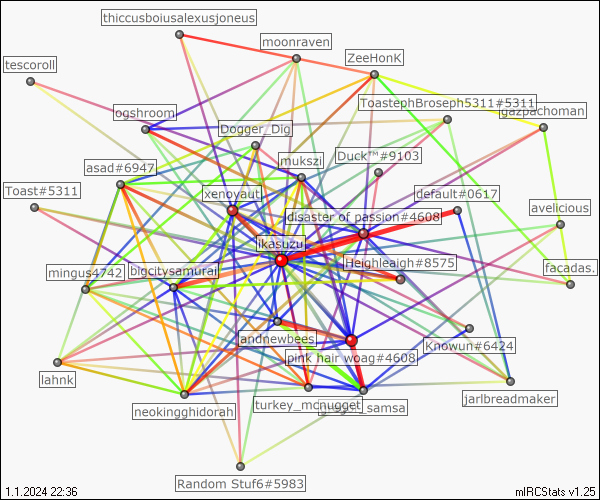 thiccusboiusalexusjoneus
moonraven
ZeeHonK
tescoroll
ToastephBroseph5311#5311
ogshroom
Dogger_Dig
Duck™#9103
mukszi
asad#6947
Toast#5311
xenovaut
default#0617
disaster of passion#4608
avelicious
ikasuzu
Heighleaigh#8575
mingus4742
bigcitysamurai
facadas.
andnewbees
Knowun#6424
pink hair woag#4608
lahnk
neokingghidorah
turkey_mcnugget
_samsa
jarlbreadmaker
Random Stuf6#5983
1.1.2024 22:36
mIRCStats v1.25